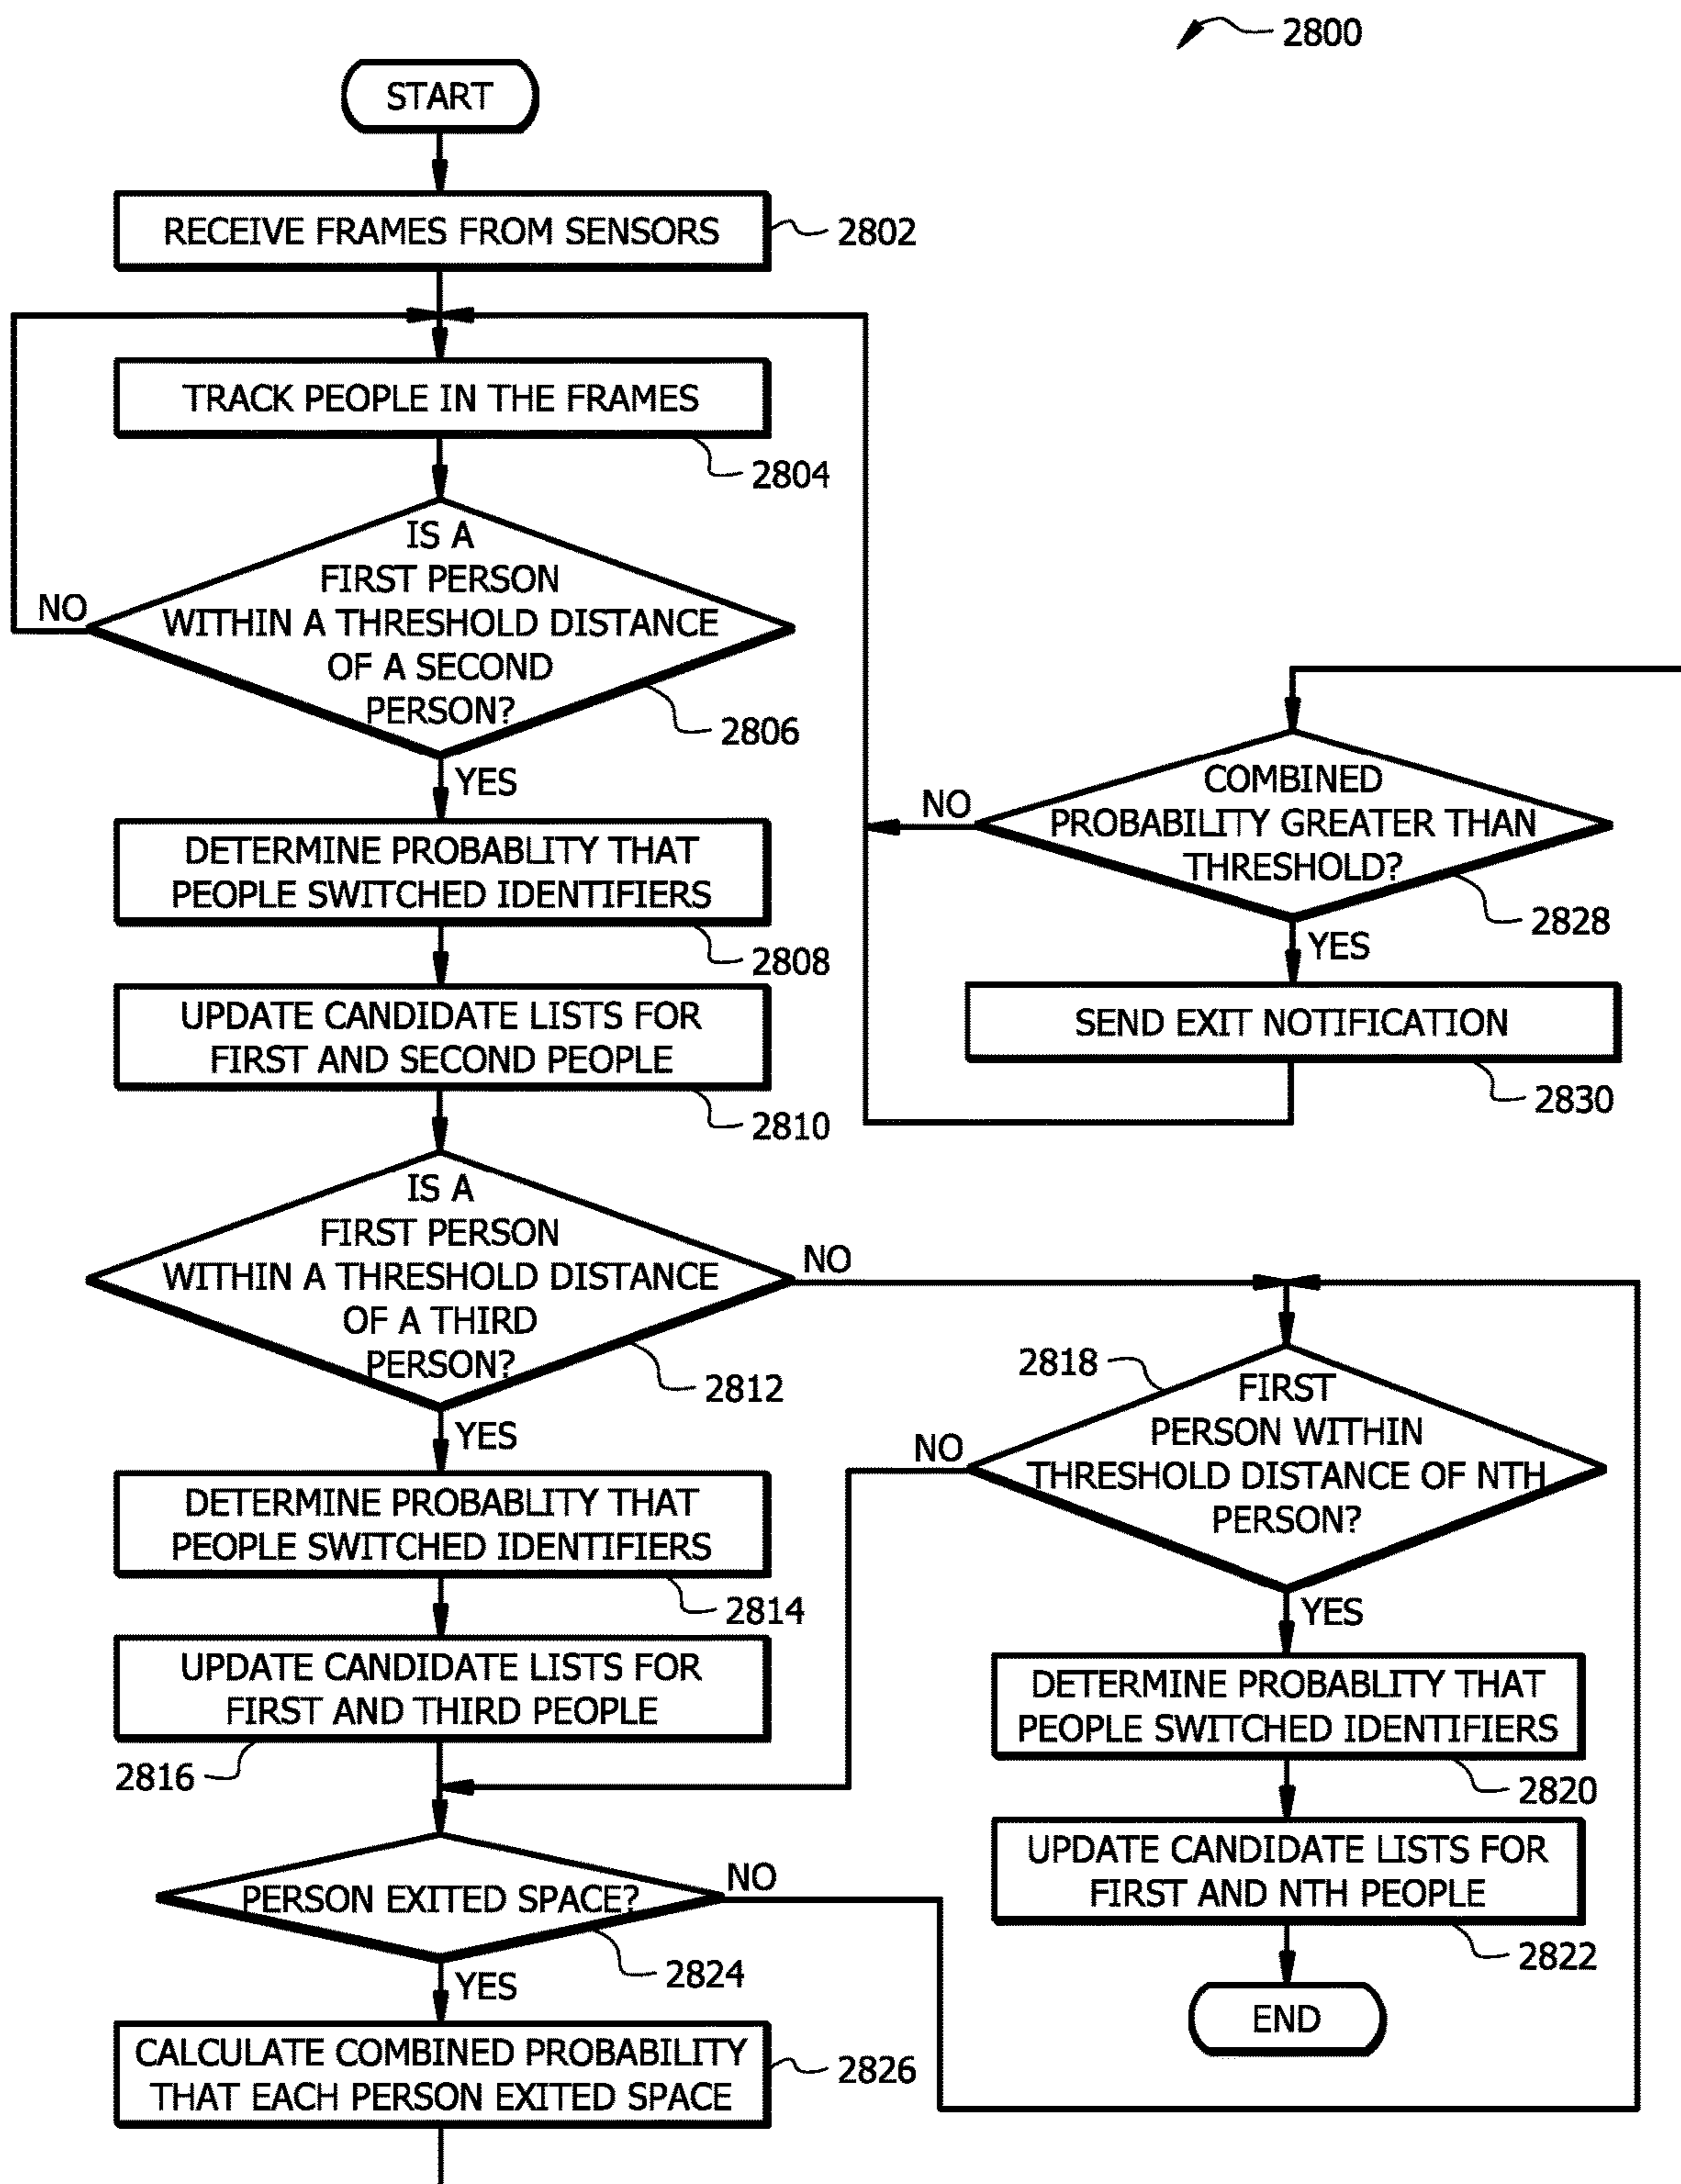 2800
START
RECEIVE FRAMES FROM SENSORS
2802
TRACK PEOPLE IN THE FRAMES
2804
IS A
FIRST PERSON
WITHIN A THRESHOLD DISTANCE
OF A SECOND
PERSON?
NO
2806
YES
DETERMINE PROBABLITY THAT
PEOPLE SWITCHED IDENTIFIERS
2808
UPDATE CANDIDATE LISTS FOR
FIRST AND SECOND PEOPLE
2810
IS A
FIRST PERSON
WITHIN A THRESHOLD DISTANCE
OF A THIRD
PERSON?
NO
2812
YES
DETERMINE PROBABLITY THAT
PEOPLE SWITCHED IDENTIFIERS
2814
UPDATE CANDIDATE LISTS FOR
FIRST AND THIRD PEOPLE
2816
PERSON EXITED SPACE?
NO
2824
YES
CALCULATE COMBINED PROBABILITY
THAT EACH PERSON EXITED SPACE
2826
COMBINED
PROBABILITY GREATER THAN
THRESHOLD?
NO
2828
YES
SEND EXIT NOTIFICATION
2830
2818
FIRST
PERSON WITHIN
THRESHOLD DISTANCE OF NTH
PERSON?
NO
YES
DETERMINE PROBABLITY THAT
PEOPLE SWITCHED IDENTIFIERS
2820
UPDATE CANDIDATE LISTS FOR
FIRST AND NTH PEOPLE
2822
END